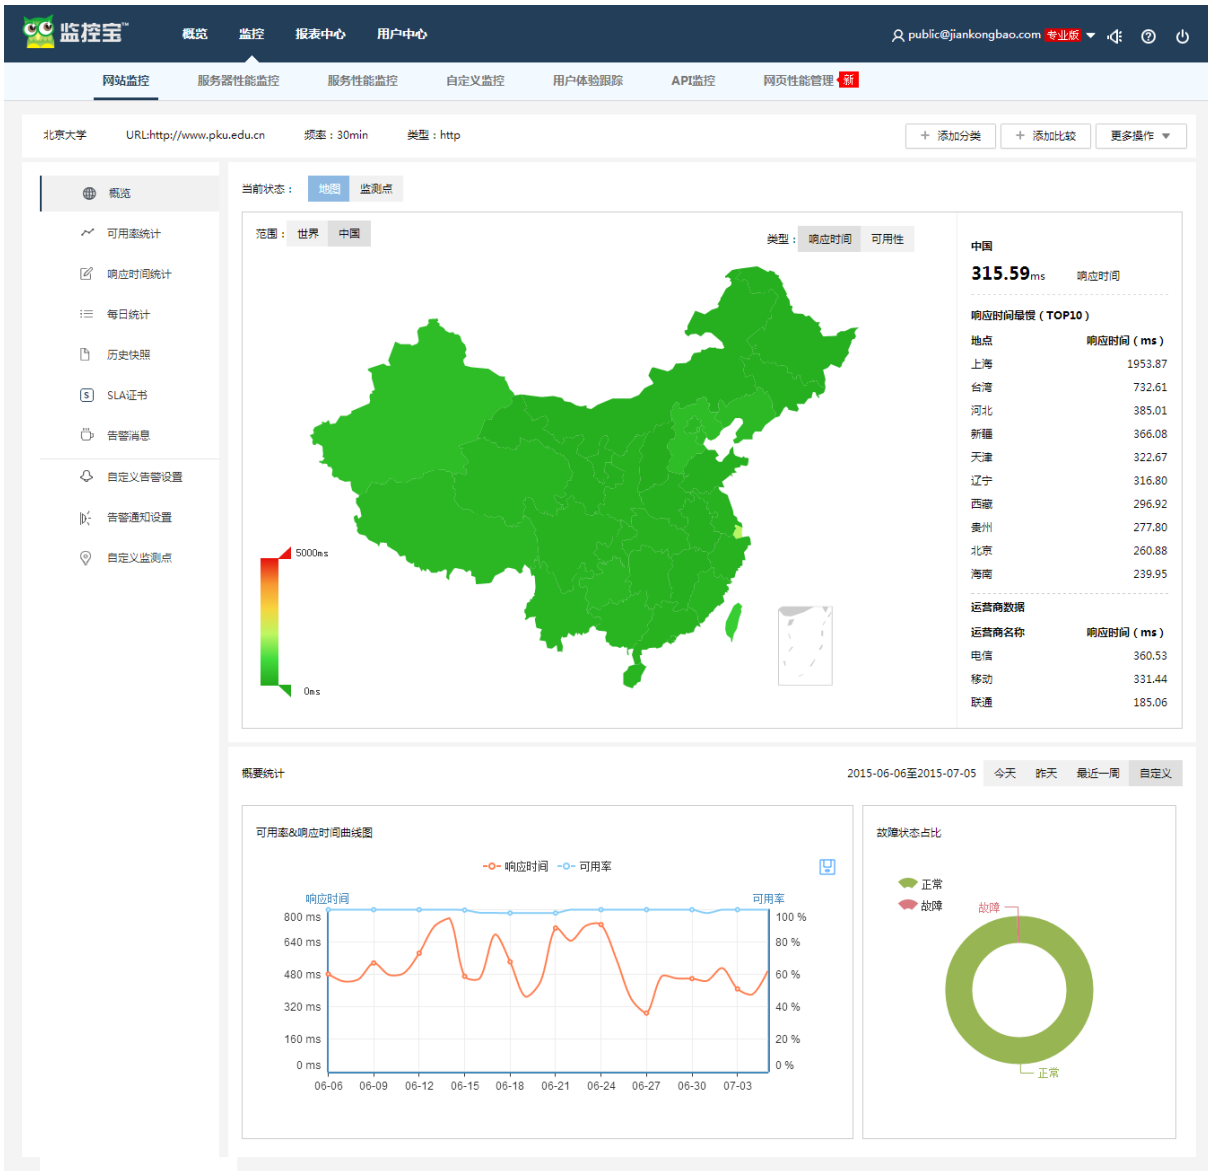 监控宝™ 概览 监控 报表中心 用户中心 public@jiankongbao.com 专业版
网站监控 服务器性能监控 服务性能监控 自定义监控 用户体验跟踪 API监控 网页性能管理 新
北京大学 URL:http://www.pku.edu.cn 频率：30min 类型：http + 添加分类 + 添加比较 更多操作
概览
可用率统计
响应时间统计
每日统计
历史快照
SLA证书
告警消息
自定义告警设置
告警通知设置
自定义监测点
当前状态： 地图 监测点
范围： 世界 中国 类型： 响应时间 可用性
5000ms
0ms
中国
315.59ms 响应时间
响应时间最慢（TOP10）
地点 响应时间（ms）
上海 1953.87
台湾 732.61
河北 385.01
新疆 366.08
天津 322.67
辽宁 316.80
西藏 296.92
贵州 277.80
北京 260.88
海南 239.95
运营商数据
运营商名称 响应时间（ms）
电信 360.53
移动 331.44
联通 185.06
概要统计 2015-06-06至2015-07-05 今天 昨天 最近一周 自定义
可用率&响应时间曲线图
响应时间 可用率
响应时间 可用率
800 ms 100 %
640 ms 80 %
480 ms 60 %
320 ms 40 %
160 ms 20 %
0 ms 0 %
06-06 06-09 06-12 06-15 06-18 06-21 06-24 06-27 06-30 07-03
故障状态占比
正常
故障
故障
正常